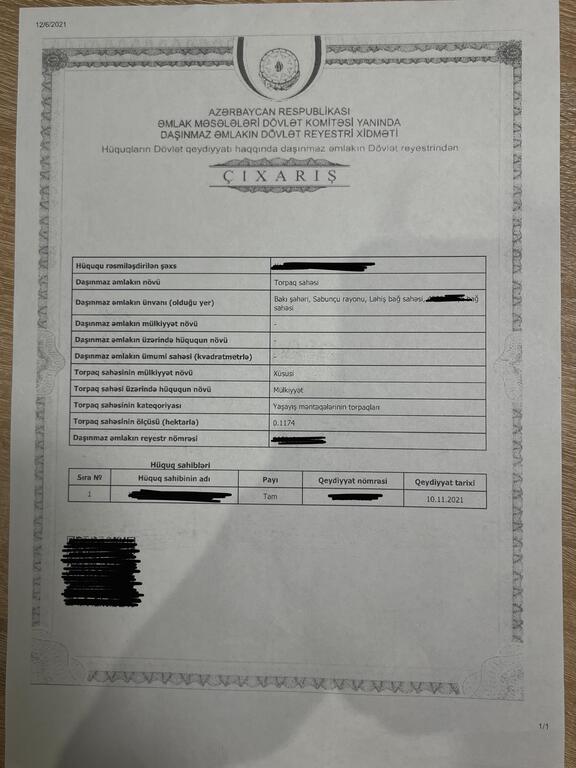 12/6/2021
AZƏRBAYCAN RESPUBLİKASI
ƏMLAK MƏSƏLƏLƏRİ DÖVLƏT KOMİTƏSİ YANINDA
DAŞINMAZ ƏMLAKIN DÖVLƏT REYESTRİ XİDMƏTİ
Hüquqların Dövlət qeydiyyatı haqqında daşınmaz əmlakın Dövlət reyestrindən
ÇIXARIŞ
Hüququ rəsmiləşdirilən şəxs
Daşınmaz əmlakın növü Torpaq sahəsi
Daşınmaz əmlakın ünvanı (olduğu yer) Bakı şəhəri, Sabunçu rayonu, Ləhiş bağ sahəsi, bağ
sahəsi
Daşınmaz əmlakın mülkiyyət növü -
Daşınmaz əmlakın üzərində hüququn növü -
Daşınmaz əmlakın ümumi sahəsi (kvadratmetrlə) -
Torpaq sahəsinin mülkiyyət növü Xüsusi
Torpaq sahəsi üzərində hüququn növü Mülkiyyət
Torpaq sahəsinin kateqoriyası Yaşayış məntəqələrinin torpaqları
Torpaq sahəsinin ölçüsü (hektarla) 0.1174
Daşınmaz əmlakın reyestr nömrəsi
Hüquq sahibləri
Sıra № Hüquq sahibinin adı Payı Qeydiyyat nömrəsi Qeydiyyat tarixi
1 Tam 10.11.2021
1/1